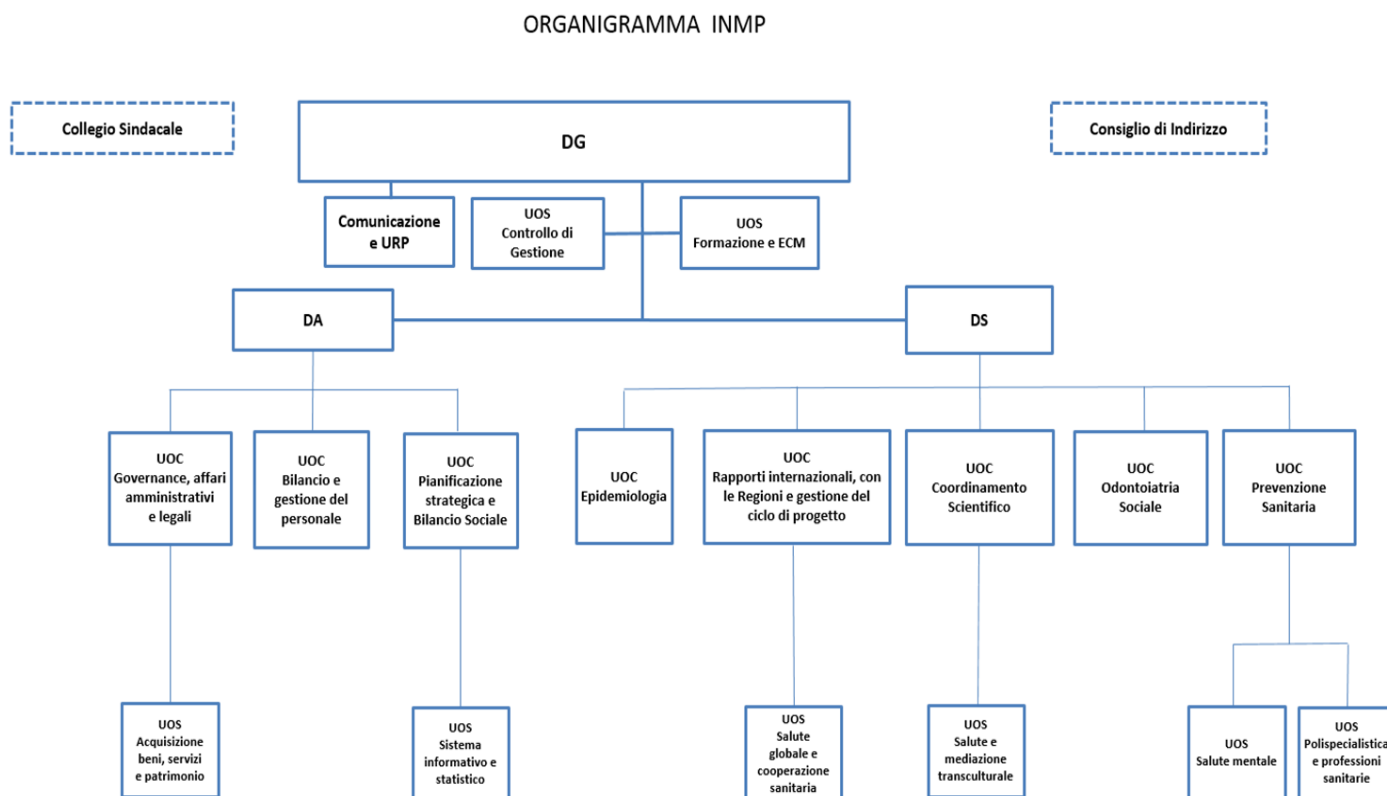 ORGANIGRAMMA INMP
Collegio Sindacale
DG
Consiglio di Indirizzo
Comunicazione
e URP
UOS
Controllo di
Gestione
UOS
Formazione e ECM
DA
DS
UOC
Governance, affari
amministrativi
e legali
UOC
Bilancio e
gestione del
personale
UOC
Pianificazione
strategica e
Bilancio Sociale
UOC
Epidemiologia
UOC
Rapporti internazionali, con
le Regioni e gestione del
ciclo di progetto
UOC
Coordinamento
Scientifico
UOC
Odontoiatria
Sociale
UOC
Prevenzione
Sanitaria
UOS
Acquisizione
beni, servizi
e patrimonio
UOS
Sistema
informativo e
statistico
UOS
Salute
globale e
cooperazione
sanitaria
UOS
Salute e
mediazione
transculturale
UOS
Salute mentale
UOS
Polispecialistica
e professioni
sanitarie